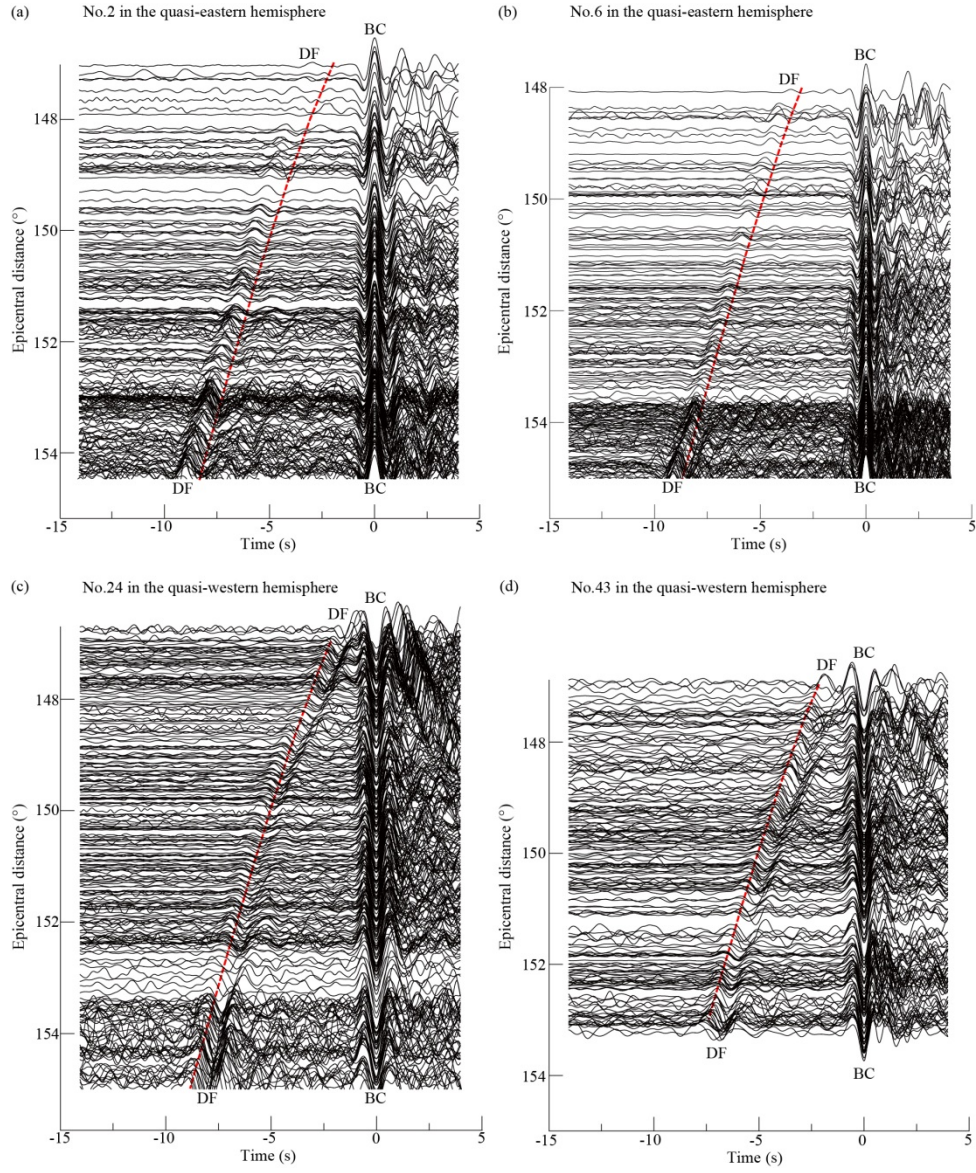 (a) No.2 in the quasi-eastern hemisphere
BC
DF
148
150
152
154
Epicentral distance (°)
DF
BC
-15 -10 -5 0 5
Time (s)
(b) No.6 in the quasi-eastern hemisphere
BC
DF
148
150
152
154
Epicentral distance (°)
DF
BC
-15 -10 -5 0 5
Time (s)
(c) No.24 in the quasi-western hemisphere
BC
DF
148
150
152
154
Epicentral distance (°)
DF
BC
-15 -10 -5 0 5
Time (s)
(d) No.43 in the quasi-western hemisphere
BC
DF
148
150
152
154
Epicentral distance (°)
DF
BC
-15 -10 -5 0 5
Time (s)